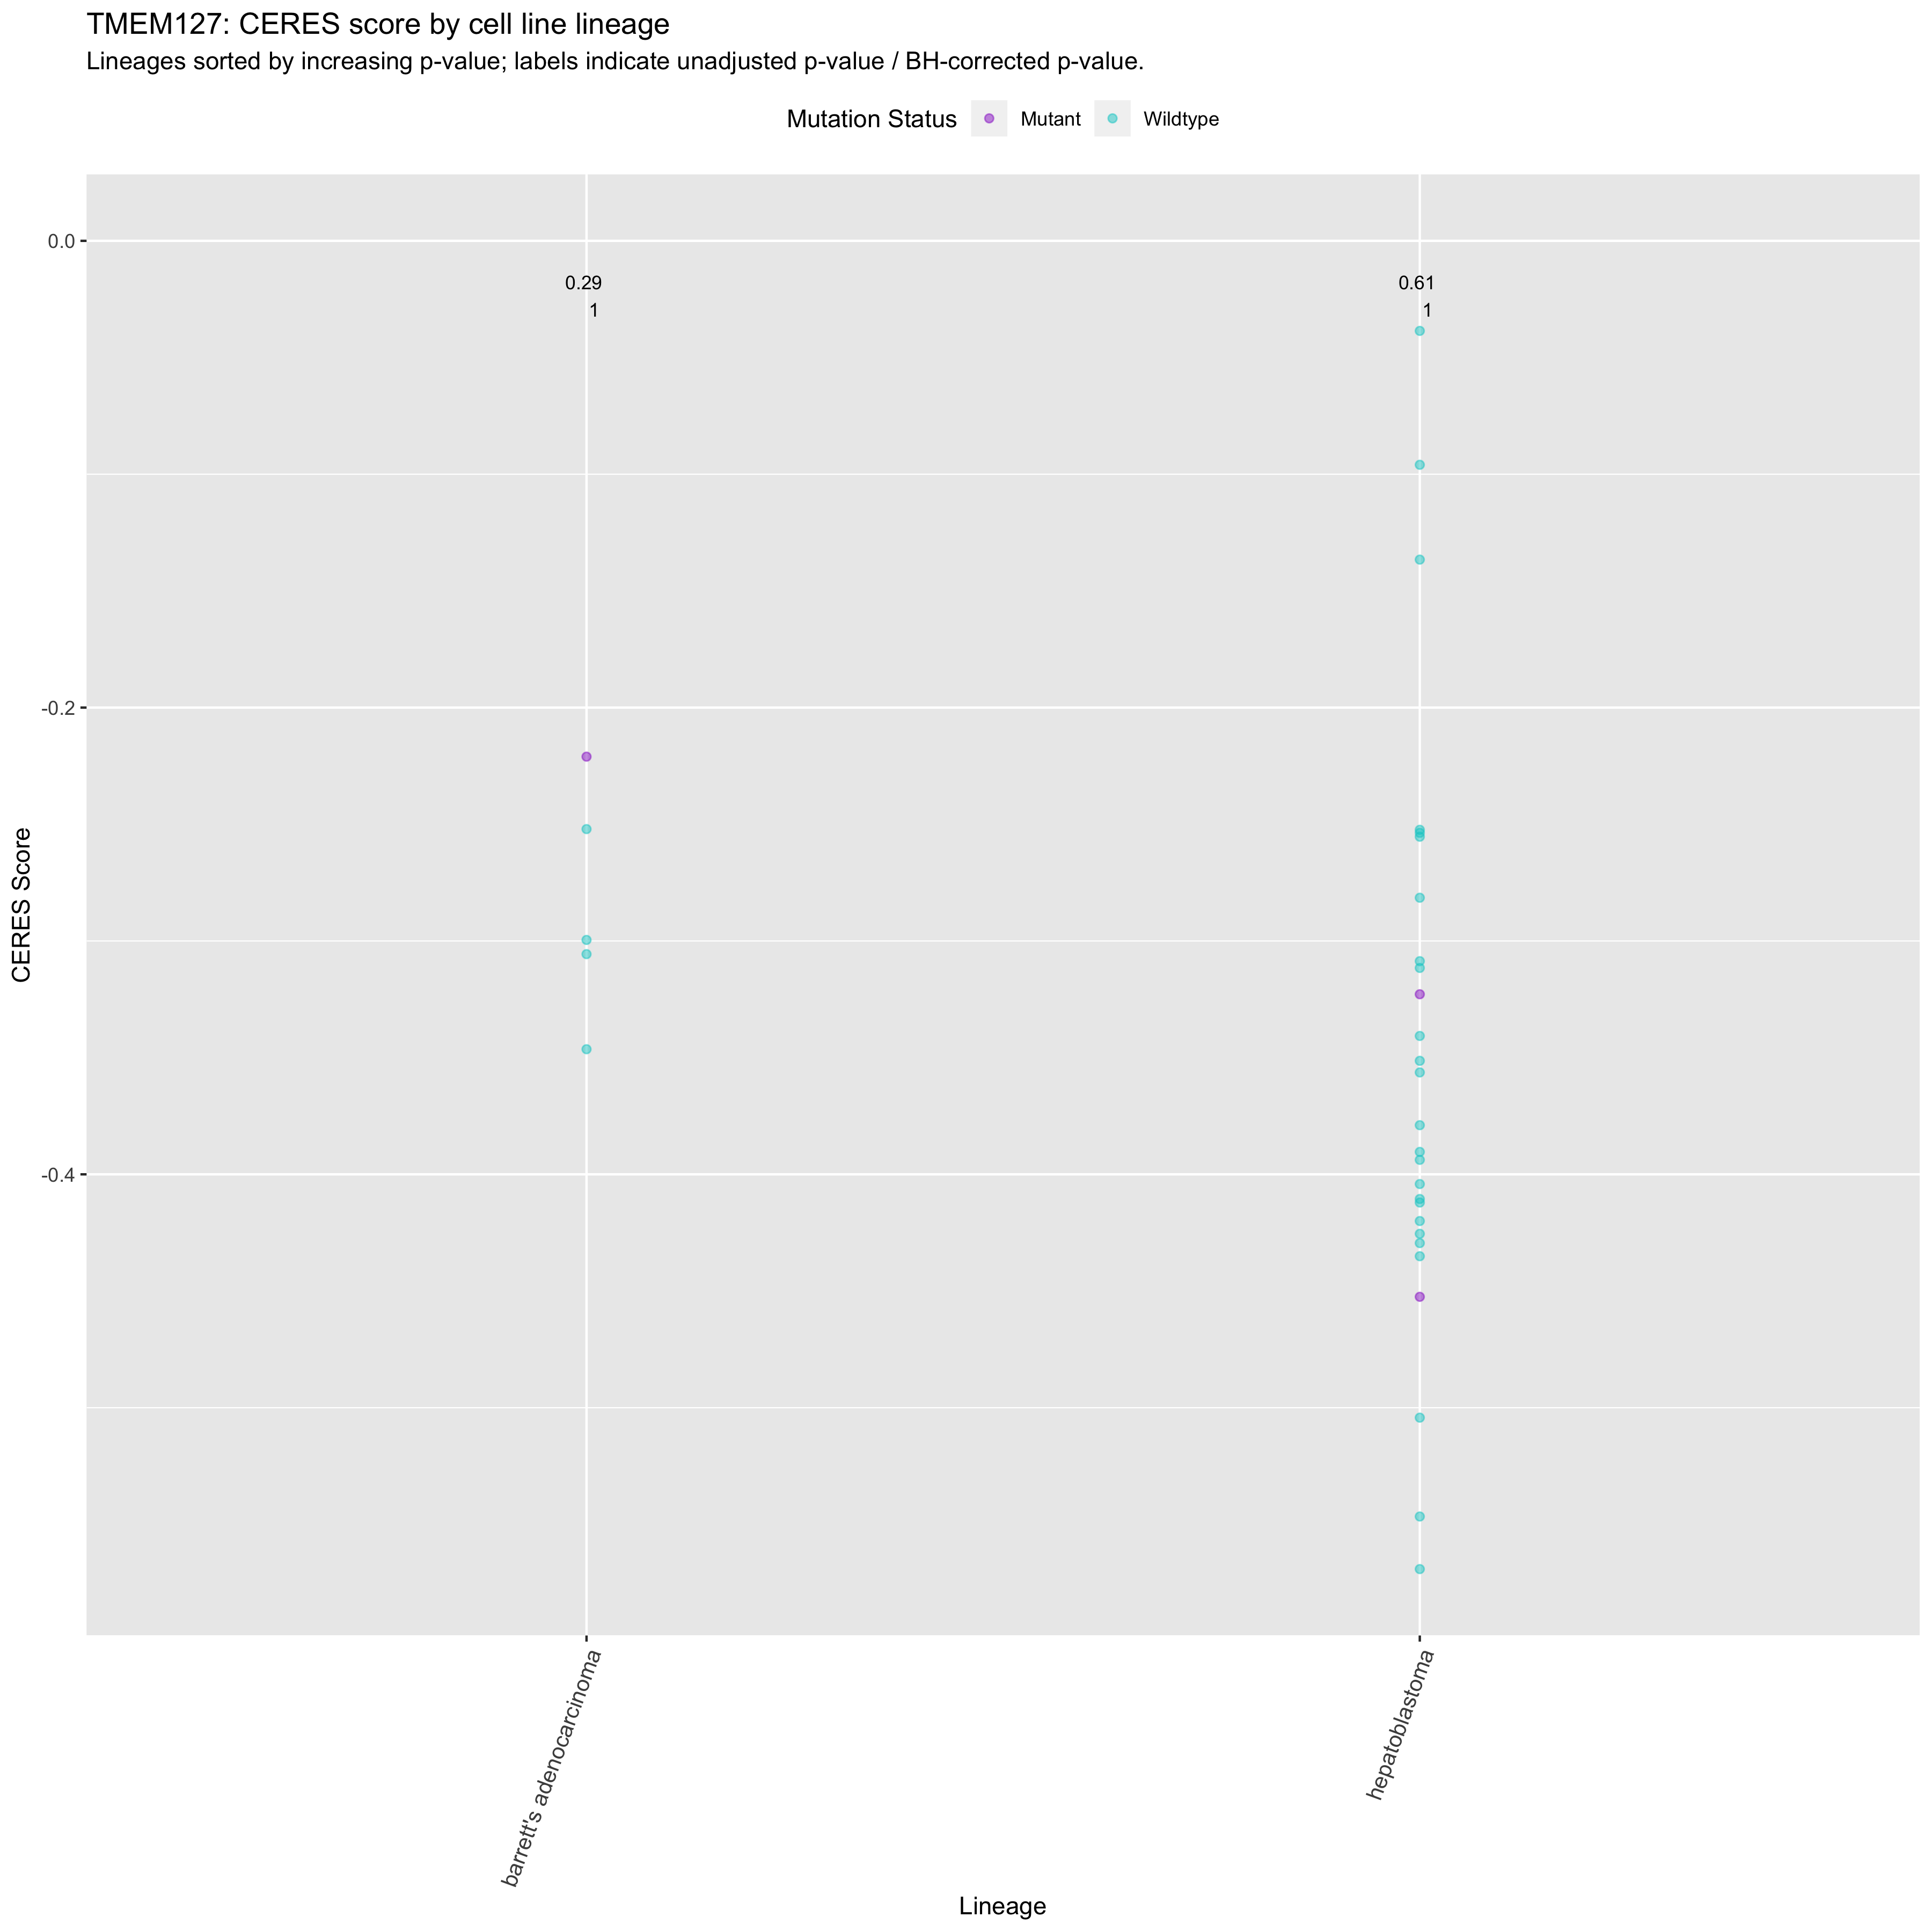 TMEM127: CERES score by cell line lineage
Lineages sorted by increasing p-value; labels indicate unadjusted p-value / BH-corrected p-value.
Mutation Status Mutant Wildtype
0.0
0.29 0.61
1 1
-0.2
CERES Score
-0.4
barrett's adenocarcinoma hepatoblastoma
Lineage